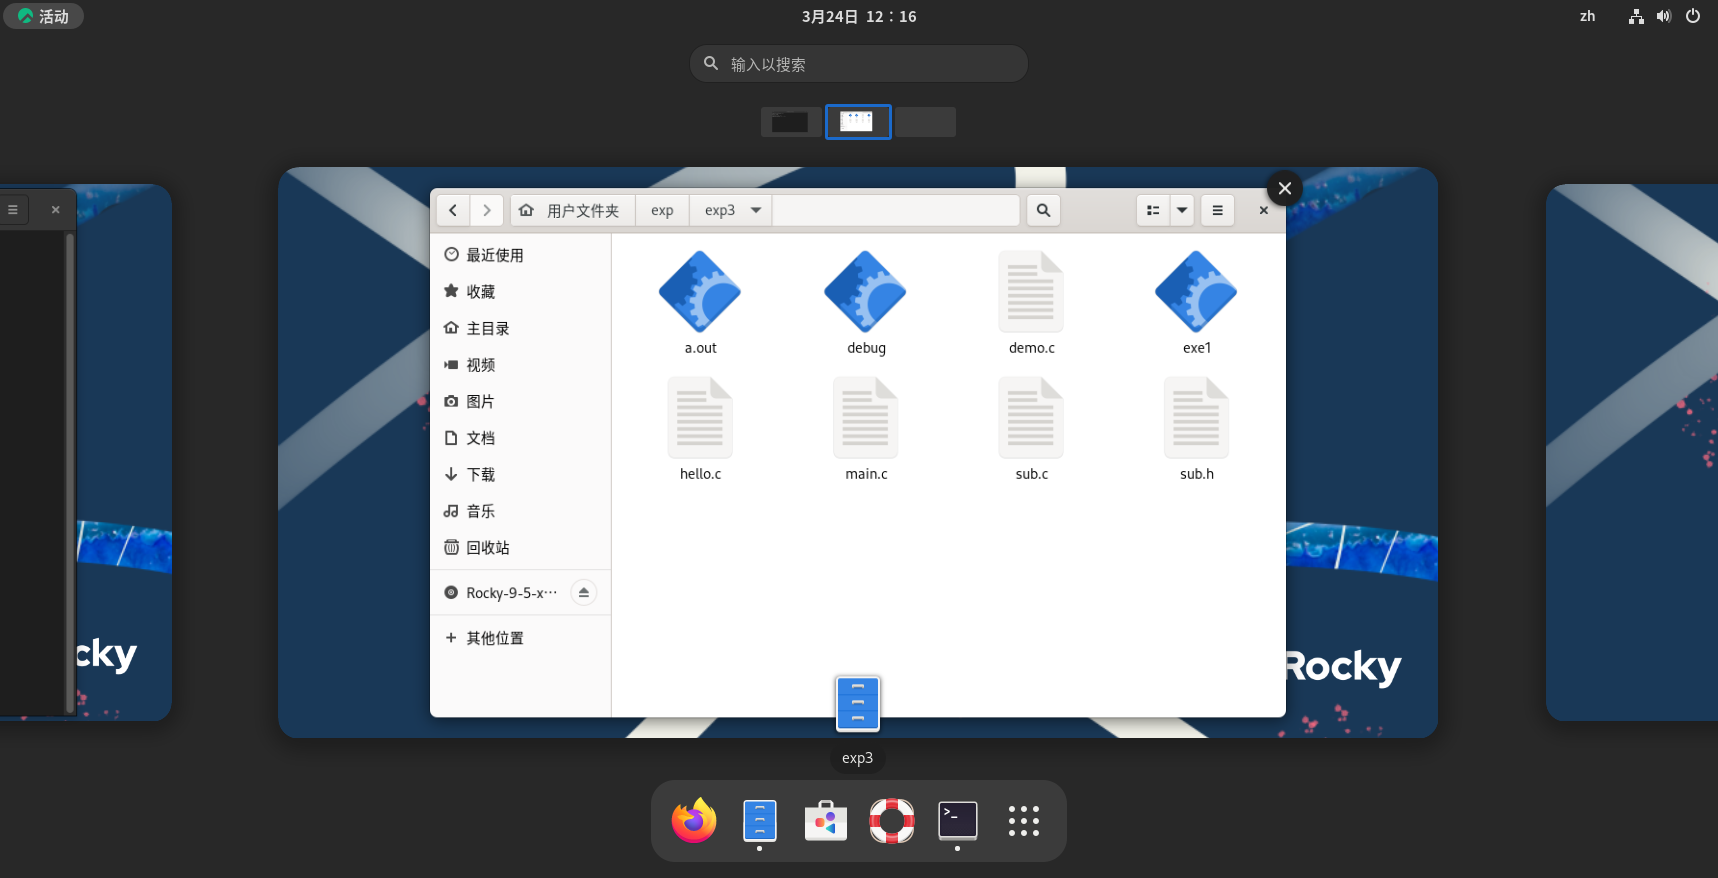 活动
3月24日 12：16
zh
输入以搜索
用户文件夹 exp exp3
最近使用
收藏
主目录
视频
图片
文档
下载
音乐
回收站
Rocky-9-5-x…
其他位置
a.out debug demo.c exe1
hello.c main.c sub.c sub.h
cky
Rocky
exp3
>_